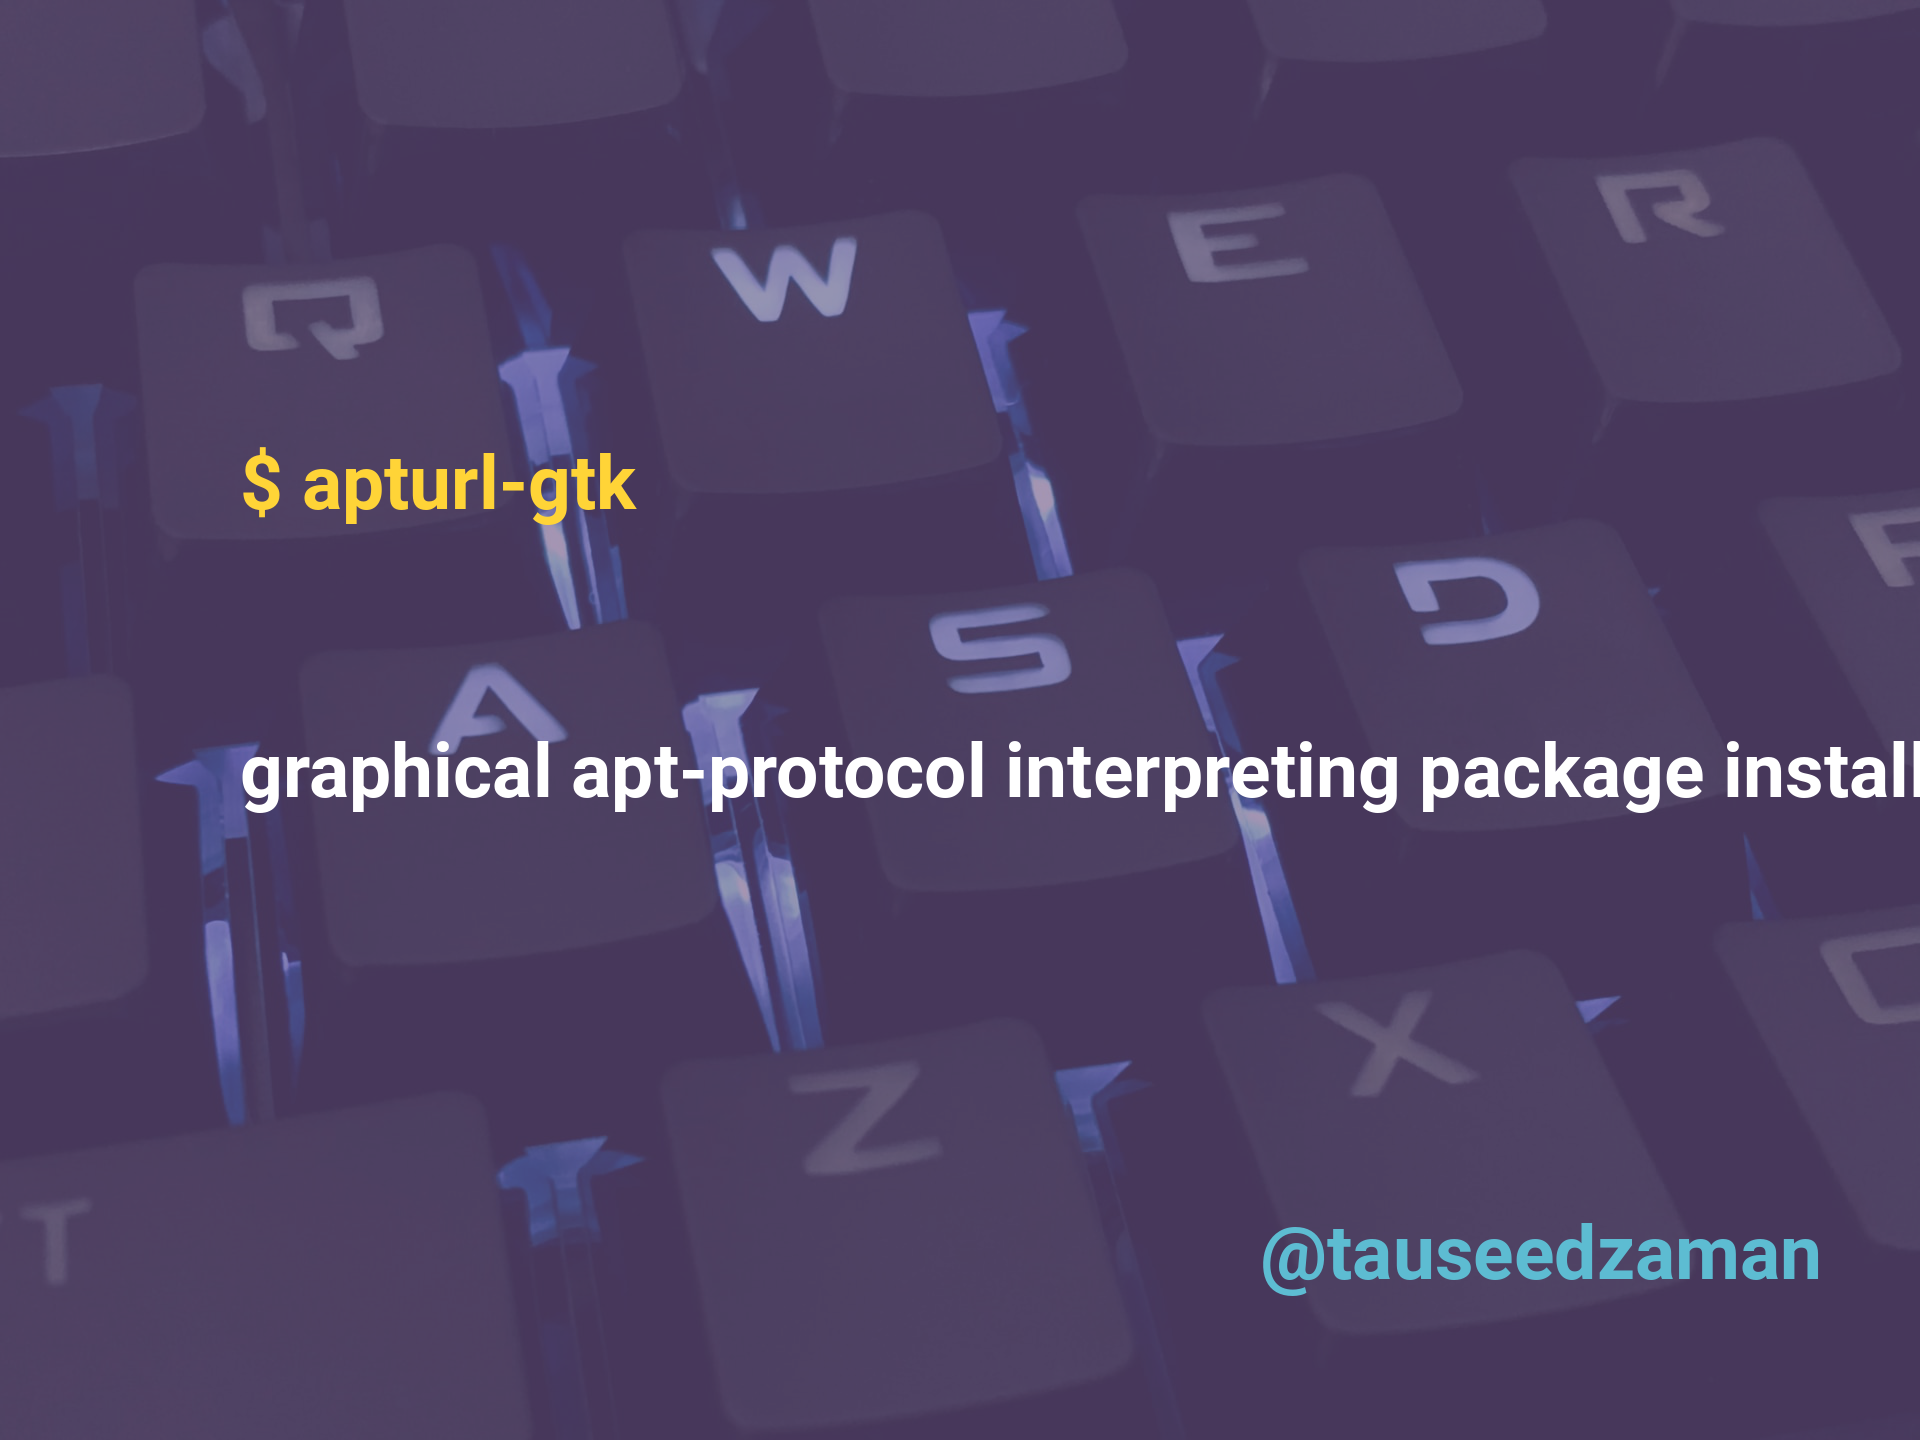 Q W E R
$ apturl-gtk
A S D
graphical apt-protocol interpreting package install
Z X
T
@tauseedzaman